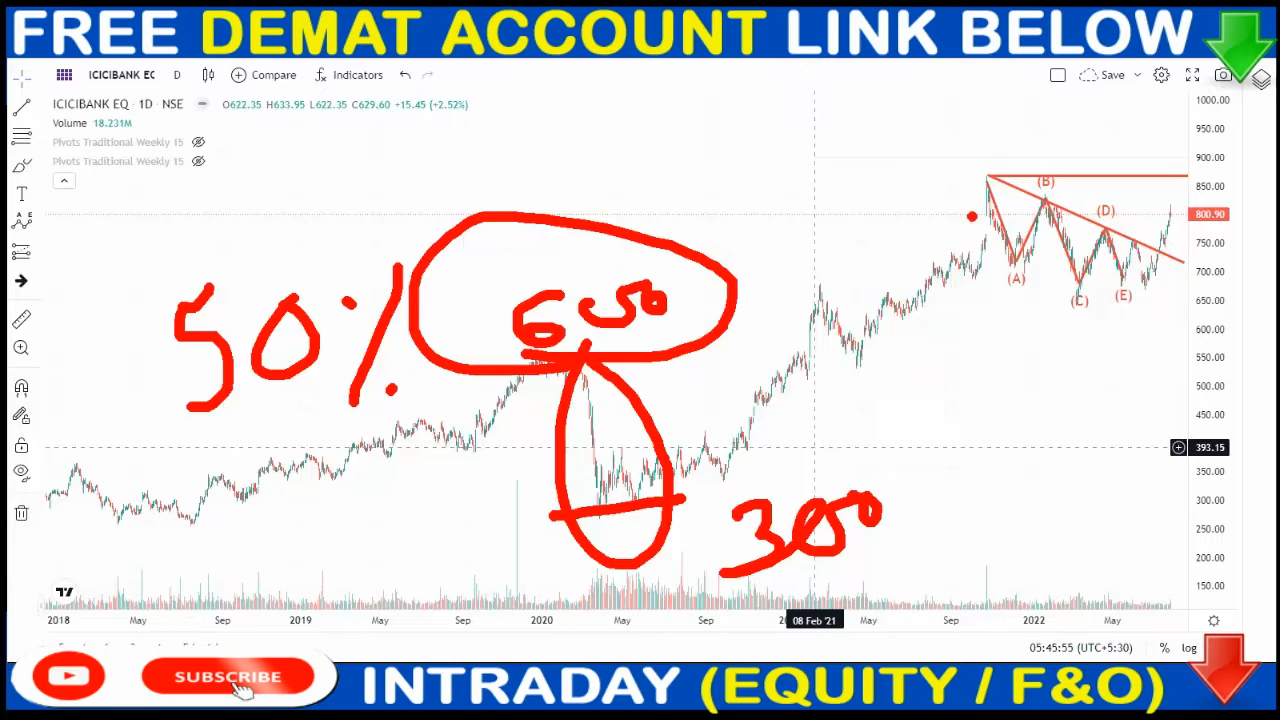 FREE DEMAT ACCOUNT LINK BELOW
ICICIBANK EQ D Compare Indicators Save
ICICIBANK EQ · 1D · NSE O622.35 H633.95 L622.35 C629.60 +15.45 (+2.52%)
Volume 18.231M
Pivots Traditional Weekly 15
Pivots Traditional Weekly 15
1000.00
950.00
900.00
850.00
800.90
750.00
700.00
650.00
600.00
550.00
500.00
450.00
393.15
350.00
300.00
250.00
200.00
150.00
(B)
(D)
(A)
(C)
(E)
50%
300
2018 May Sep 2019 May Sep 2020 May Sep 08 Feb '21 May Sep 2022 May
05:45:55 (UTC+5:30) % log
SUBSCRIBE
INTRADAY (EQUITY / F&O)